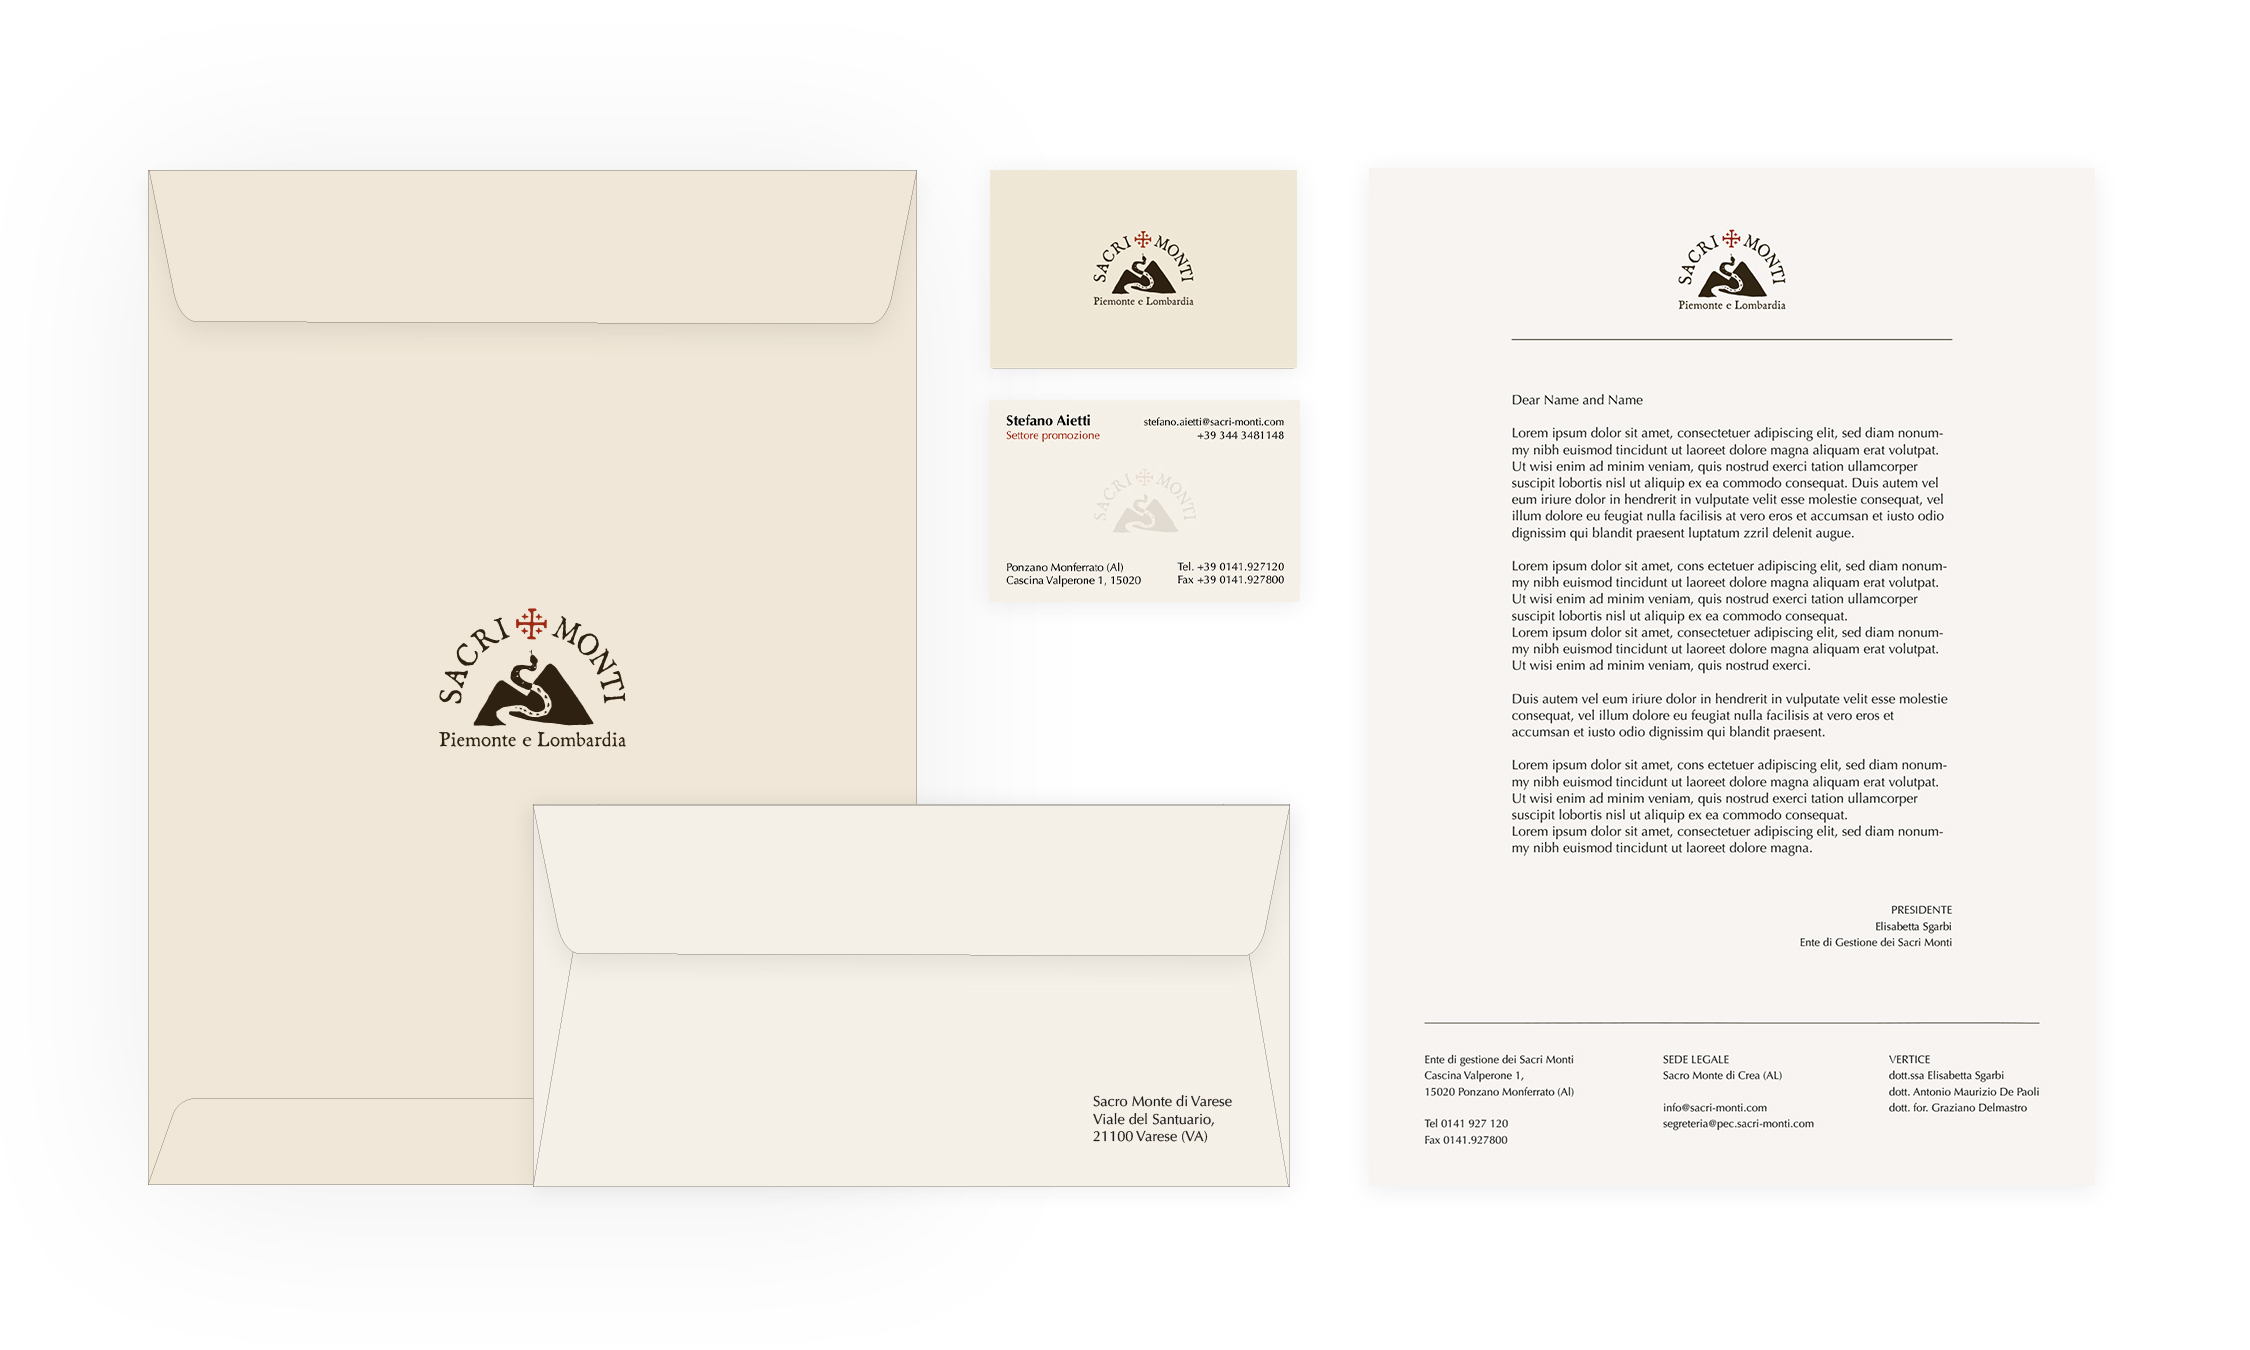 SACRI MONTI
Piemonte e Lombardia
SACRI MONTI
Piemonte e Lombardia
Stefano Aietti
Settore promozione
stefano.aietti@sacri-monti.com
+39 344 3481148
SACRI MONTI
Ponzano Monferrato (Al)
Cascina Valperone 1, 15020
Tel. +39 0141.927120
Fax +39 0141.927800
Sacro Monte di Varese
Viale del Santuario,
21100 Varese (VA)
SACRI MONTI
Piemonte e Lombardia
Dear Name and Name
Lorem ipsum dolor sit amet, consectetuer adipiscing elit, sed diam nonum-
my nibh euismod tincidunt ut laoreet dolore magna aliquam erat volutpat.
Ut wisi enim ad minim veniam, quis nostrud exerci tation ullamcorper
suscipit lobortis nisl ut aliquip ex ea commodo consequat. Duis autem vel
eum iriure dolor in hendrerit in vulputate velit esse molestie consequat, vel
illum dolore eu feugiat nulla facilisis at vero eros et accumsan et iusto odio
dignissim qui blandit praesent luptatum zzril delenit augue.
Lorem ipsum dolor sit amet, cons ectetuer adipiscing elit, sed diam nonum-
my nibh euismod tincidunt ut laoreet dolore magna aliquam erat volutpat.
Ut wisi enim ad minim veniam, quis nostrud exerci tation ullamcorper
suscipit lobortis nisl ut aliquip ex ea commodo consequat.
Lorem ipsum dolor sit amet, consectetuer adipiscing elit, sed diam nonum-
my nibh euismod tincidunt ut laoreet dolore magna aliquam erat volutpat.
Ut wisi enim ad minim veniam, quis nostrud exerci.
Duis autem vel eum iriure dolor in hendrerit in vulputate velit esse molestie
consequat, vel illum dolore eu feugiat nulla facilisis at vero eros et
accumsan et iusto odio dignissim qui blandit praesent.
Lorem ipsum dolor sit amet, cons ectetuer adipiscing elit, sed diam nonum-
my nibh euismod tincidunt ut laoreet dolore magna aliquam erat volutpat.
Ut wisi enim ad minim veniam, quis nostrud exerci tation ullamcorper
suscipit lobortis nisl ut aliquip ex ea commodo consequat.
Lorem ipsum dolor sit amet, consectetuer adipiscing elit, sed diam nonum-
my nibh euismod tincidunt ut laoreet dolore magna.
PRESIDENTE
Elisabetta Sgarbi
Ente di Gestione dei Sacri Monti
Ente di gestione dei Sacri Monti
Cascina Valperone 1,
15020 Ponzano Monferrato (Al)
Tel 0141 927 120
Fax 0141.927800
SEDE LEGALE
Sacro Monte di Crea (AL)
info@sacri-monti.com
segreteria@pec.sacri-monti.com
VERTICE
dott.ssa Elisabetta Sgarbi
dott. Antonio Maurizio De Paoli
dott. for. Graziano Delmastro